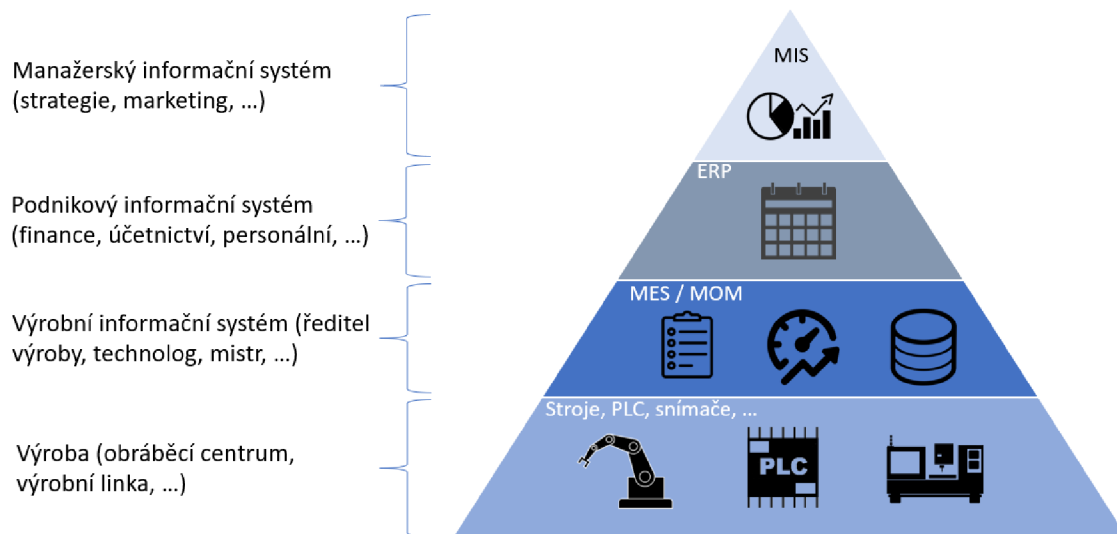 Manažerský informační systém
(strategie, marketing, …)
MIS
Podnikový informační systém
(finance, účetnictví, personální, …)
ERP
Výrobní informační systém (ředitel
výroby, technolog, mistr, …)
MES / MOM
Výroba (obráběcí centrum,
výrobní linka, …)
Stroje, PLC, snímače, …
PLC